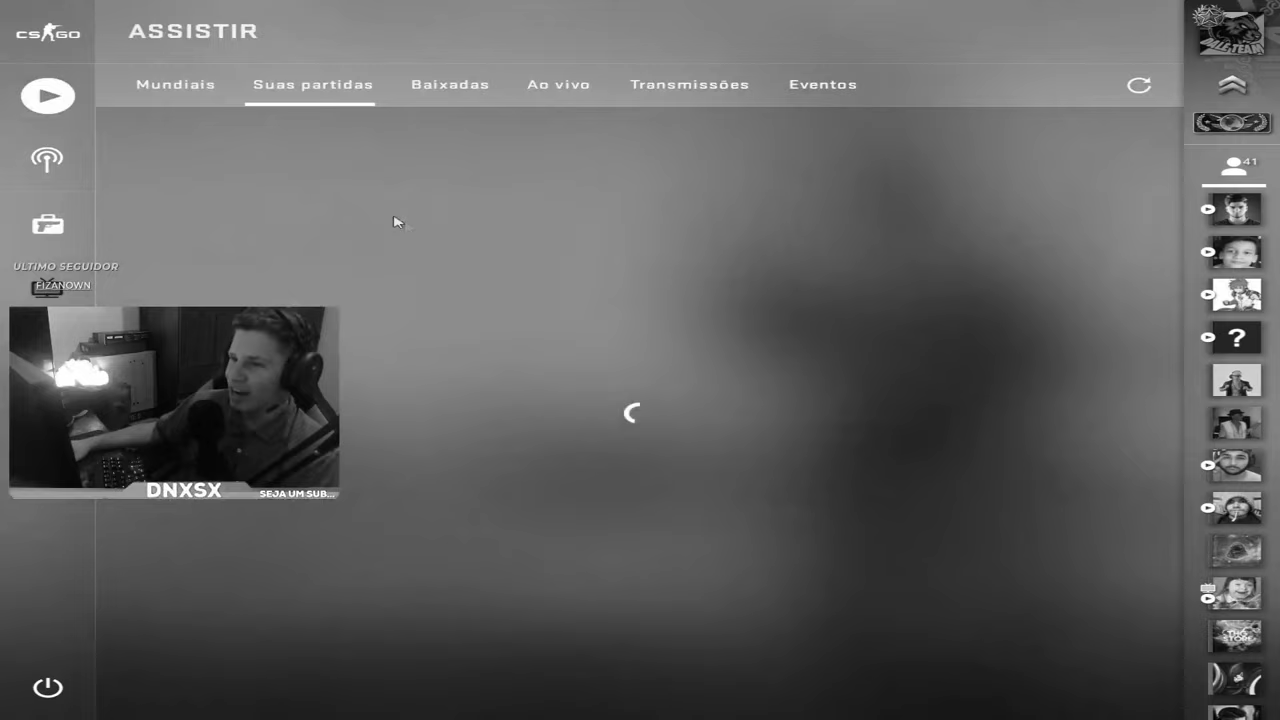 CS GO
ASSISTIR
Mundiais
Suas partidas
Baixadas
Ao vivo
Transmissões
Eventos
41
ULTIMO SEGUIDOR
FIZANOWN
DNXSX
SEJA UM SUB...
?